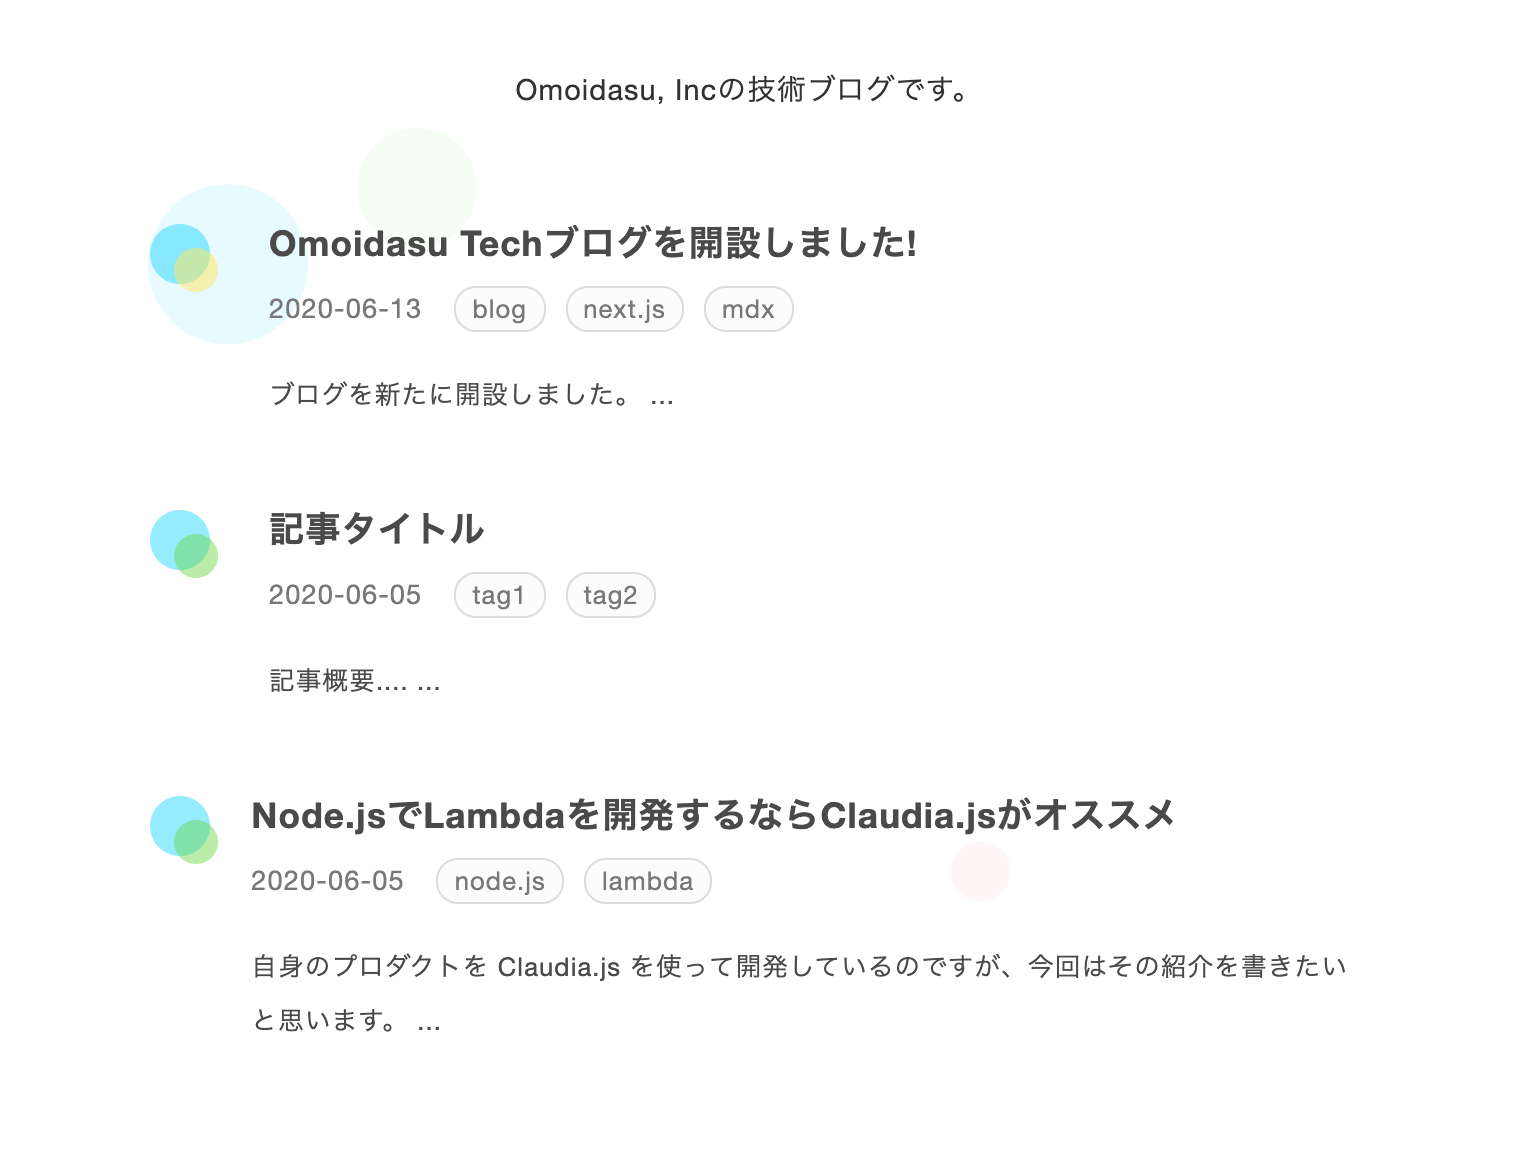 Omoidasu, Incの技術ブログです。
Omoidasu Techブログを開設しました!
2020-06-13 blog next.js mdx
ブログを新たに開設しました。 ...
記事タイトル
2020-06-05 tag1 tag2
記事概要.... ...
Node.jsでLambdaを開発するならClaudia.jsがオススメ
2020-06-05 node.js lambda
自身のプロダクトを Claudia.js を使って開発しているのですが、今回はその紹介を書きたい
と思います。 ...